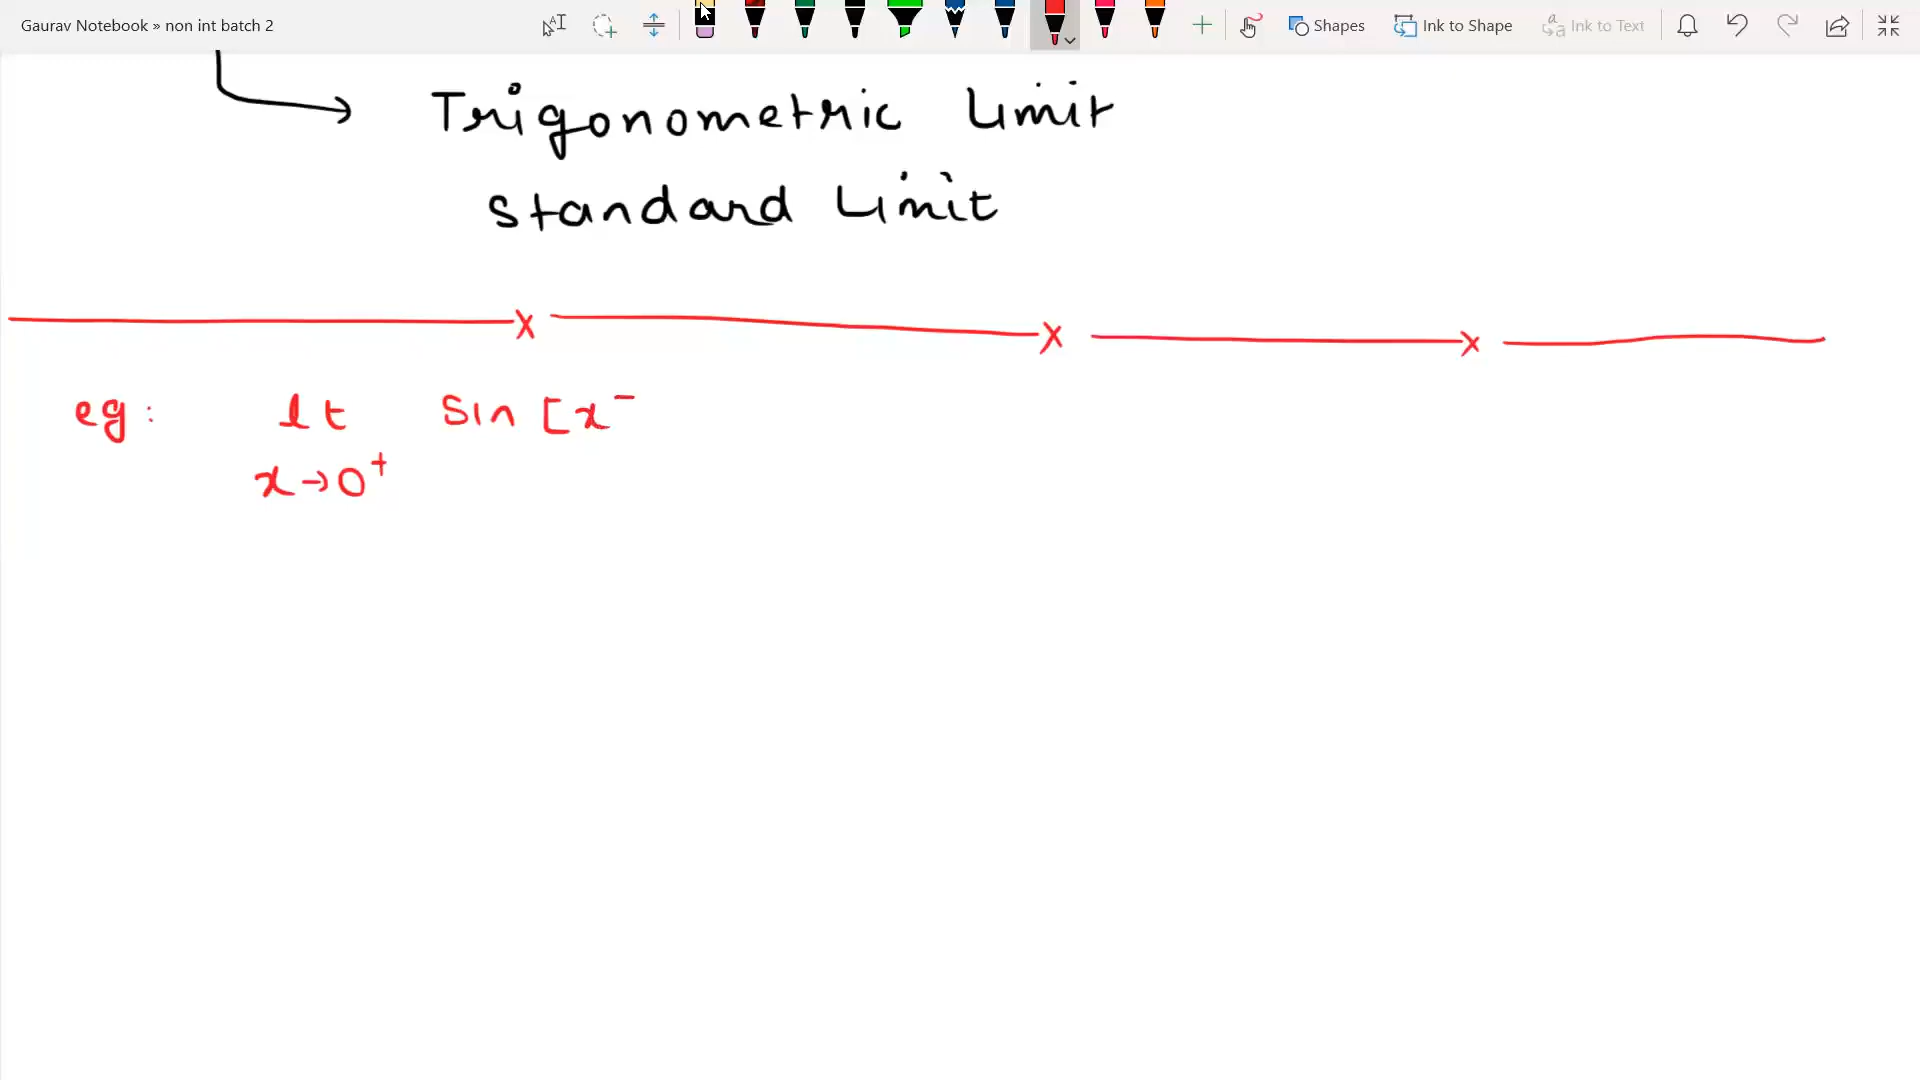 Gaurav Notebook » non int batch 2
Shapes
Ink to Shape
Ink to Text
Trigonometric Limit
Standard Limit
eg: lt Sin [x-
x→0+